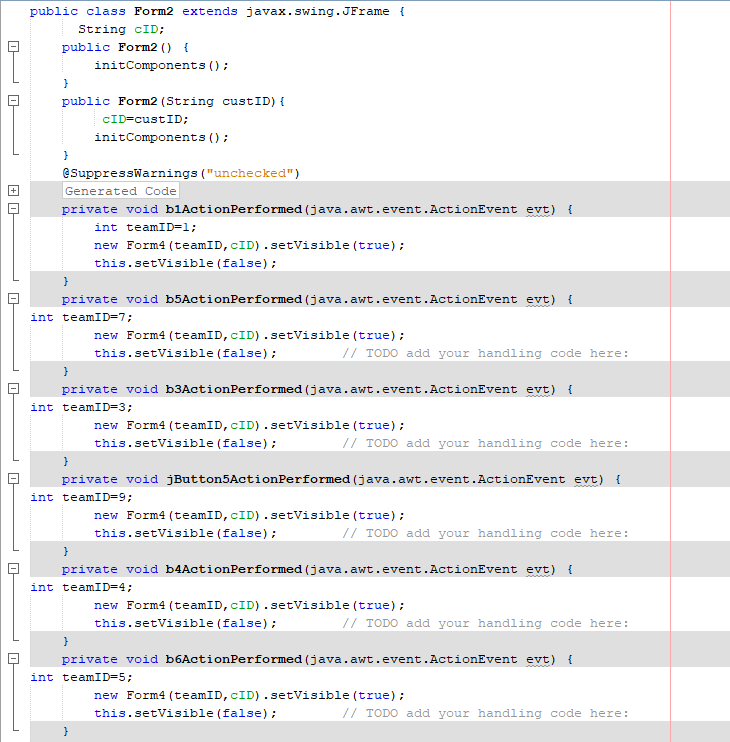 public class Form2 extends javax.swing.JFrame {
String cID;
public Form2() {
initComponents();
}
public Form2(String custID){
cID=custID;
initComponents();
}
@SuppressWarnings("unchecked")
Generated Code
private void b1ActionPerformed(java.awt.event.ActionEvent evt) {
int teamID=1;
new Form4(teamID,cID).setVisible(true);
this.setVisible(false);
}
private void b5ActionPerformed(java.awt.event.ActionEvent evt) {
int teamID=7;
new Form4(teamID,cID).setVisible(true);
this.setVisible(false); // TODO add your handling code here:
}
private void b3ActionPerformed(java.awt.event.ActionEvent evt) {
int teamID=3;
new Form4(teamID,cID).setVisible(true);
this.setVisible(false); // TODO add your handling code here:
}
private void jButton5ActionPerformed(java.awt.event.ActionEvent evt) {
int teamID=9;
new Form4(teamID,cID).setVisible(true);
this.setVisible(false); // TODO add your handling code here:
}
private void b4ActionPerformed(java.awt.event.ActionEvent evt) {
int teamID=4;
new Form4(teamID,cID).setVisible(true);
this.setVisible(false); // TODO add your handling code here:
}
private void b6ActionPerformed(java.awt.event.ActionEvent evt) {
int teamID=5;
new Form4(teamID,cID).setVisible(true);
this.setVisible(false); // TODO add your handling code here:
}